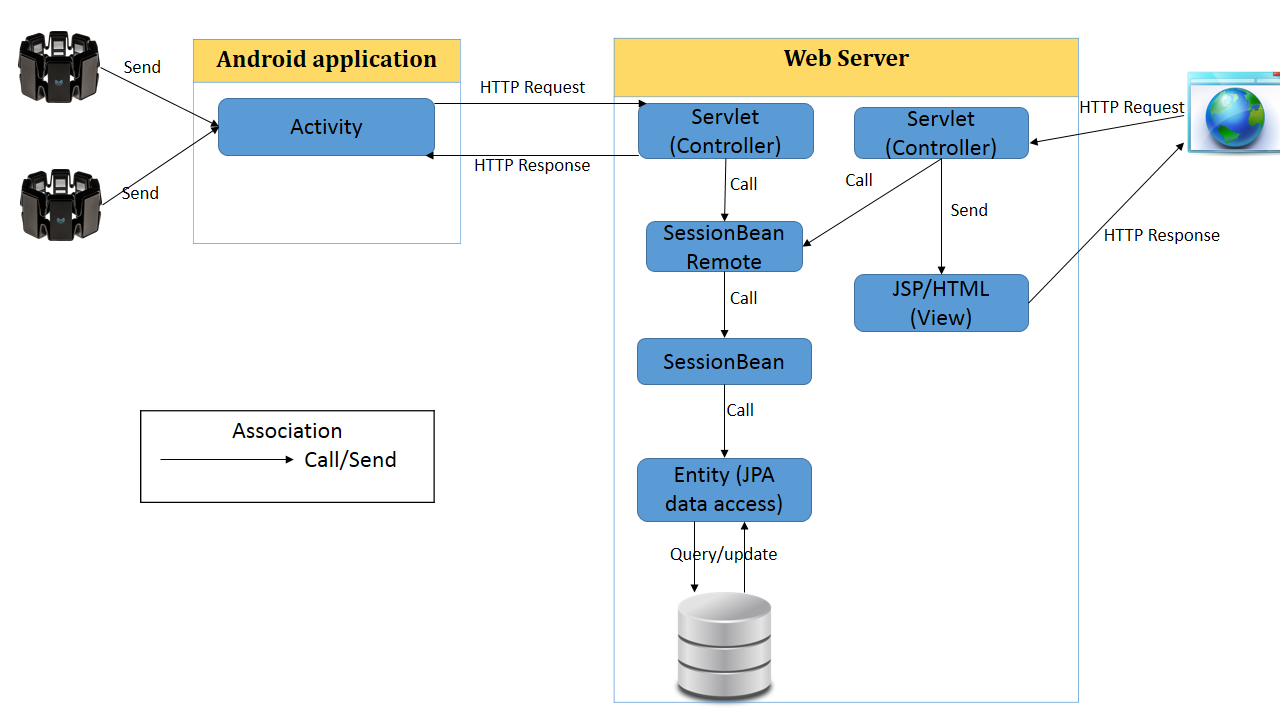 Android application
Web Server
Send
HTTP Request
Activity
Servlet
(Controller)
Servlet
(Controller)
HTTP Request
HTTP Response
Send
Call
Call
Send
SessionBean
Remote
HTTP Response
Call
JSP/HTML
(View)
SessionBean
Call
Association
Call/Send
Entity (JPA
data access)
Query/update